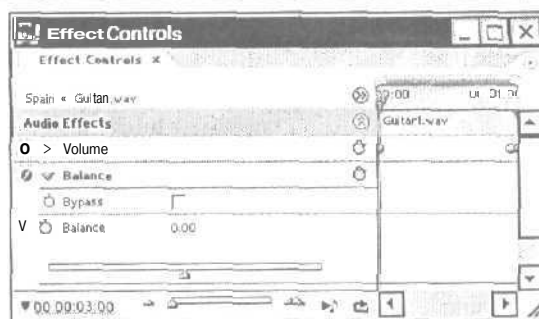 Effect Controls
Effect Controls x
Spain « Guitan.wav
00:00
Audio Effects
Guitar1.wav
O > Volume
Balance
Bypass
V Balance 0.00
00:00:03:00